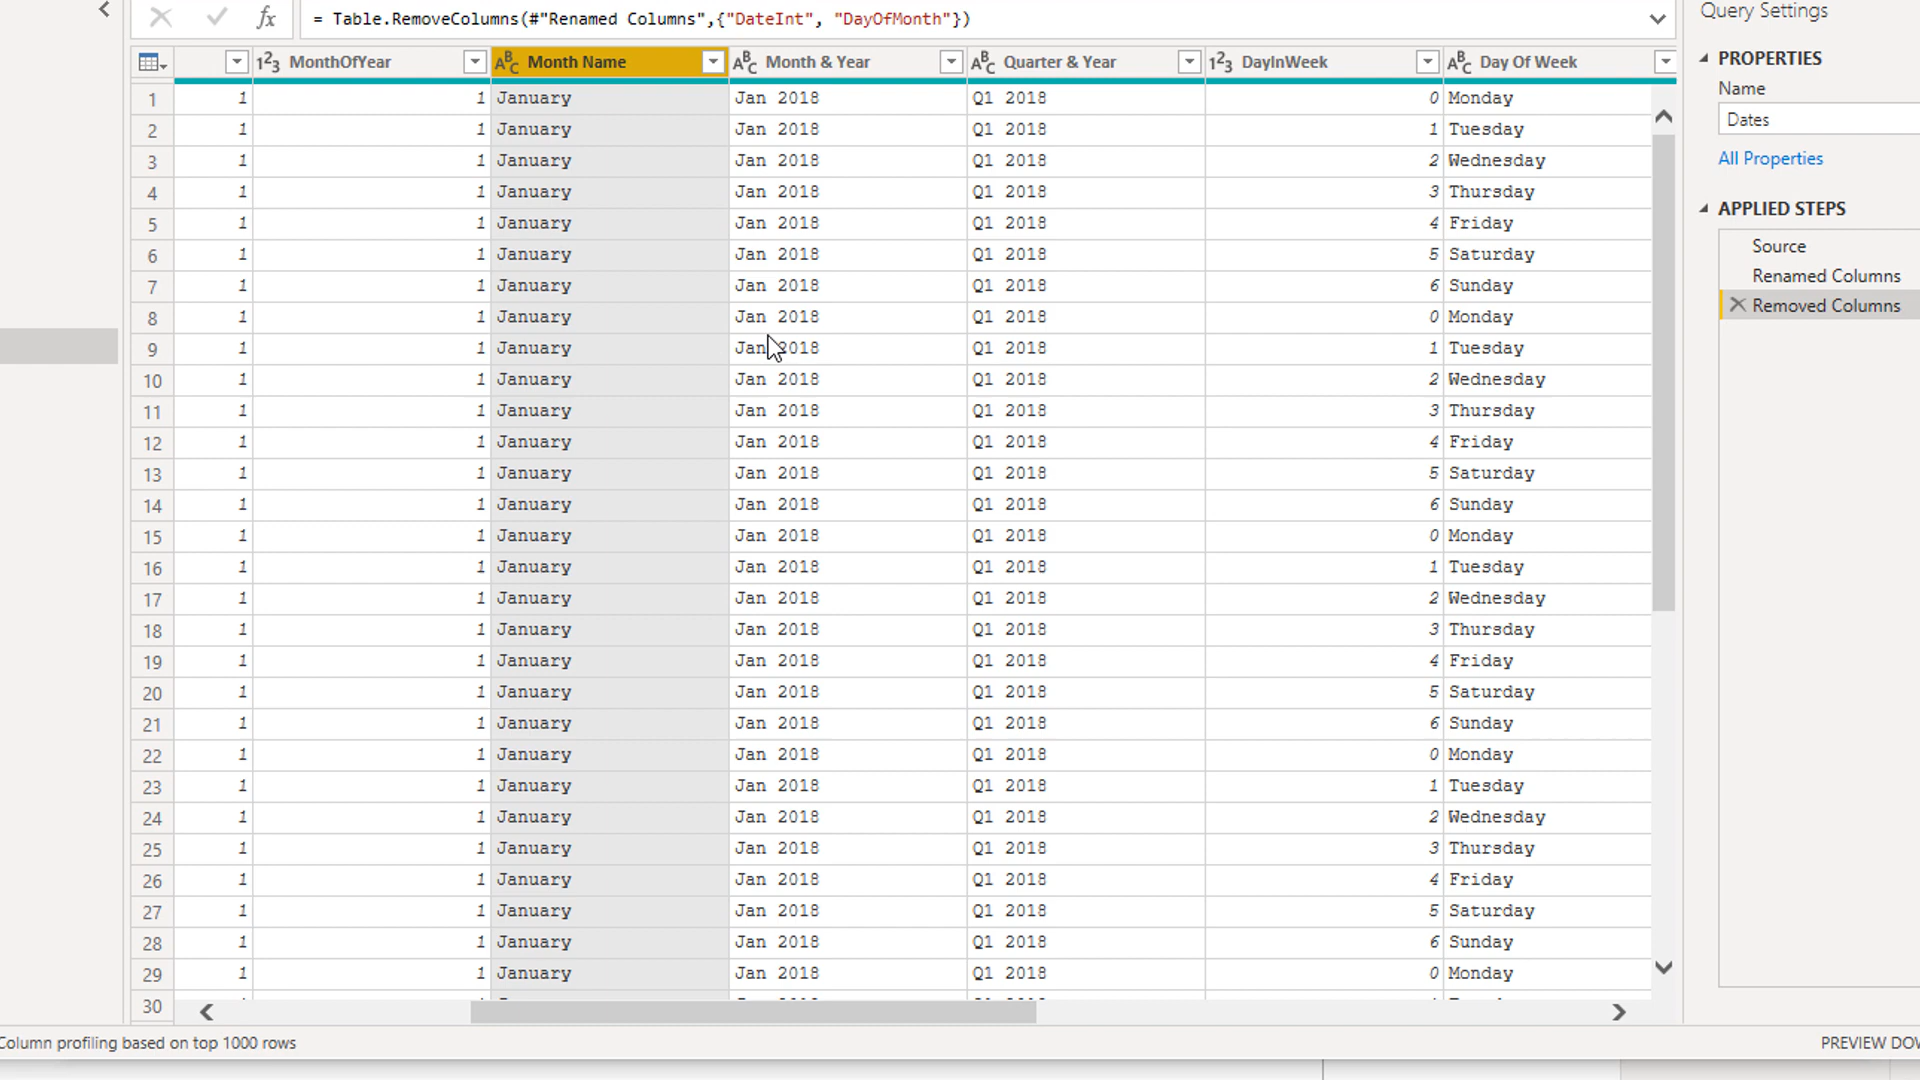 = Table.RemoveColumns(#"Renamed Columns",{"DateInt", "DayOfMonth"})
Query Settings
PROPERTIES
Name
Dates
All Properties
APPLIED STEPS
Source
Renamed Columns
Removed Columns
MonthOfYear Month Name Month & Year Quarter & Year DayInWeek Day Of Week
1 1 1 January Jan 2018 Q1 2018 0 Monday
2 1 1 January Jan 2018 Q1 2018 1 Tuesday
3 1 1 January Jan 2018 Q1 2018 2 Wednesday
4 1 1 January Jan 2018 Q1 2018 3 Thursday
5 1 1 January Jan 2018 Q1 2018 4 Friday
6 1 1 January Jan 2018 Q1 2018 5 Saturday
7 1 1 January Jan 2018 Q1 2018 6 Sunday
8 1 1 January Jan 2018 Q1 2018 0 Monday
9 1 1 January Jan 2018 Q1 2018 1 Tuesday
10 1 1 January Jan 2018 Q1 2018 2 Wednesday
11 1 1 January Jan 2018 Q1 2018 3 Thursday
12 1 1 January Jan 2018 Q1 2018 4 Friday
13 1 1 January Jan 2018 Q1 2018 5 Saturday
14 1 1 January Jan 2018 Q1 2018 6 Sunday
15 1 1 January Jan 2018 Q1 2018 0 Monday
16 1 1 January Jan 2018 Q1 2018 1 Tuesday
17 1 1 January Jan 2018 Q1 2018 2 Wednesday
18 1 1 January Jan 2018 Q1 2018 3 Thursday
19 1 1 January Jan 2018 Q1 2018 4 Friday
20 1 1 January Jan 2018 Q1 2018 5 Saturday
21 1 1 January Jan 2018 Q1 2018 6 Sunday
22 1 1 January Jan 2018 Q1 2018 0 Monday
23 1 1 January Jan 2018 Q1 2018 1 Tuesday
24 1 1 January Jan 2018 Q1 2018 2 Wednesday
25 1 1 January Jan 2018 Q1 2018 3 Thursday
26 1 1 January Jan 2018 Q1 2018 4 Friday
27 1 1 January Jan 2018 Q1 2018 5 Saturday
28 1 1 January Jan 2018 Q1 2018 6 Sunday
29 1 1 January Jan 2018 Q1 2018 0 Monday
30
Column profiling based on top 1000 rows
PREVIEW DOW